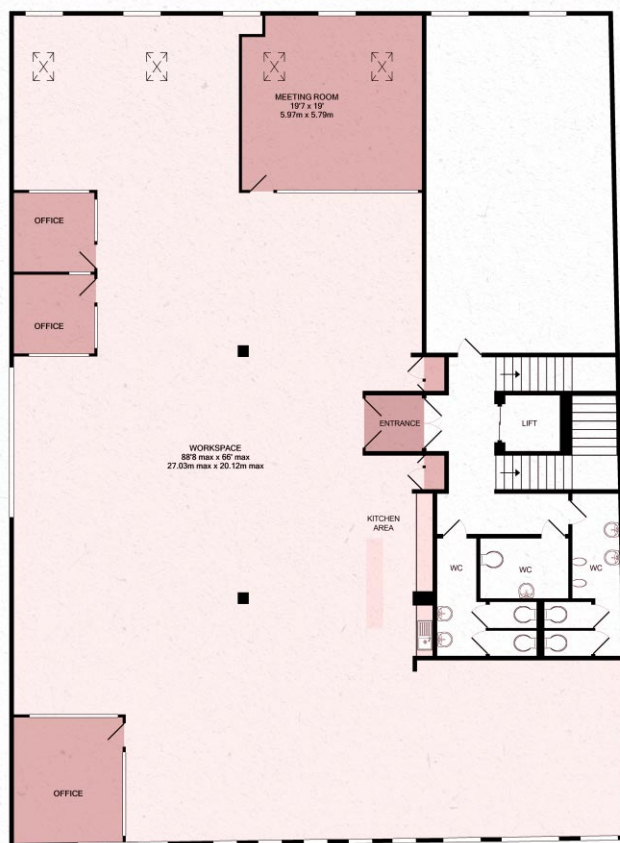 MEETING ROOM
19'7 x 19'
5.97m x 5.79m
OFFICE
OFFICE
ENTRANCE
LIFT
WORKSPACE
88'8 max x 66' max
27.03m max x 20.12m max
KITCHEN
AREA
WC
WC
WC
OFFICE